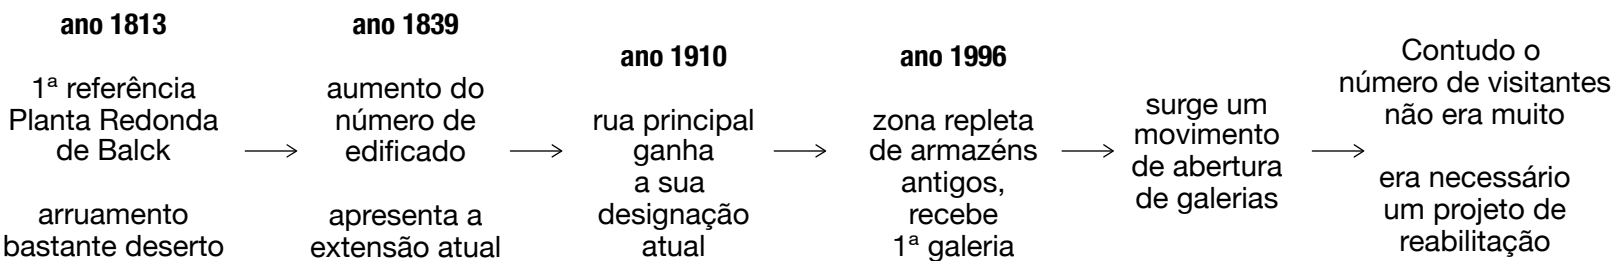 ano 1813
1ª referência
Planta Redonda
de Balck
arruamento
bastante deserto
ano 1839
aumento do
número de
edificado
apresenta a
extensão atual
ano 1910
rua principal
ganha
a sua
designação
atual
ano 1996
zona repleta
de armazéns
antigos,
recebe
1ª galeria
surge um
movimento
de abertura
de galerias
Contudo o
número de visitantes
não era muito
era necessário
um projeto de
reabilitação